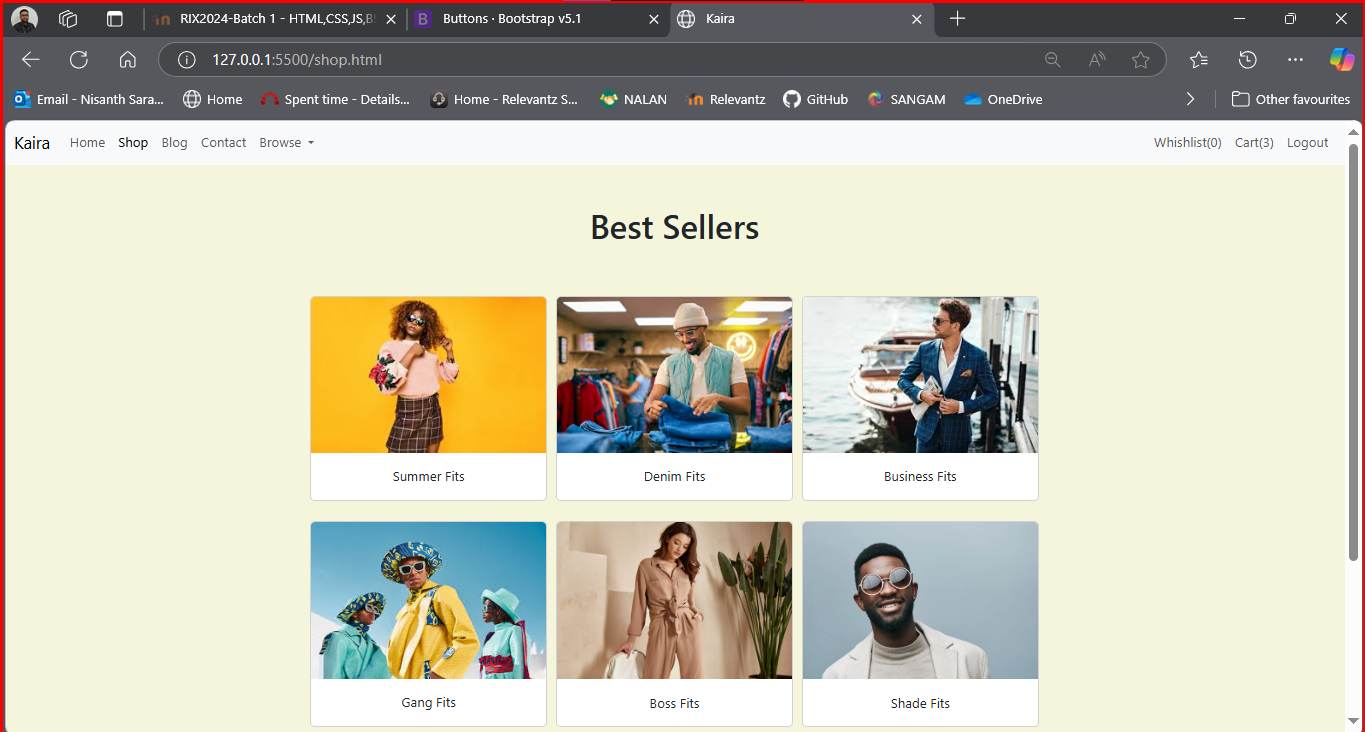 RIX2024-Batch 1 - HTML,CSS,JS,BS
Buttons · Bootstrap v5.1
Kaira
127.0.0.1:5500/shop.html
Email - Nisanth Sara...
Home
Spent time - Details...
Home - Relevantz S...
NALAN
Relevantz
GitHub
SANGAM
OneDrive
Other favourites
Kaira Home Shop Blog Contact Browse
Whishlist(0) Cart(3) Logout
Best Sellers
Summer Fits
Denim Fits
Business Fits
Gang Fits
Boss Fits
Shade Fits